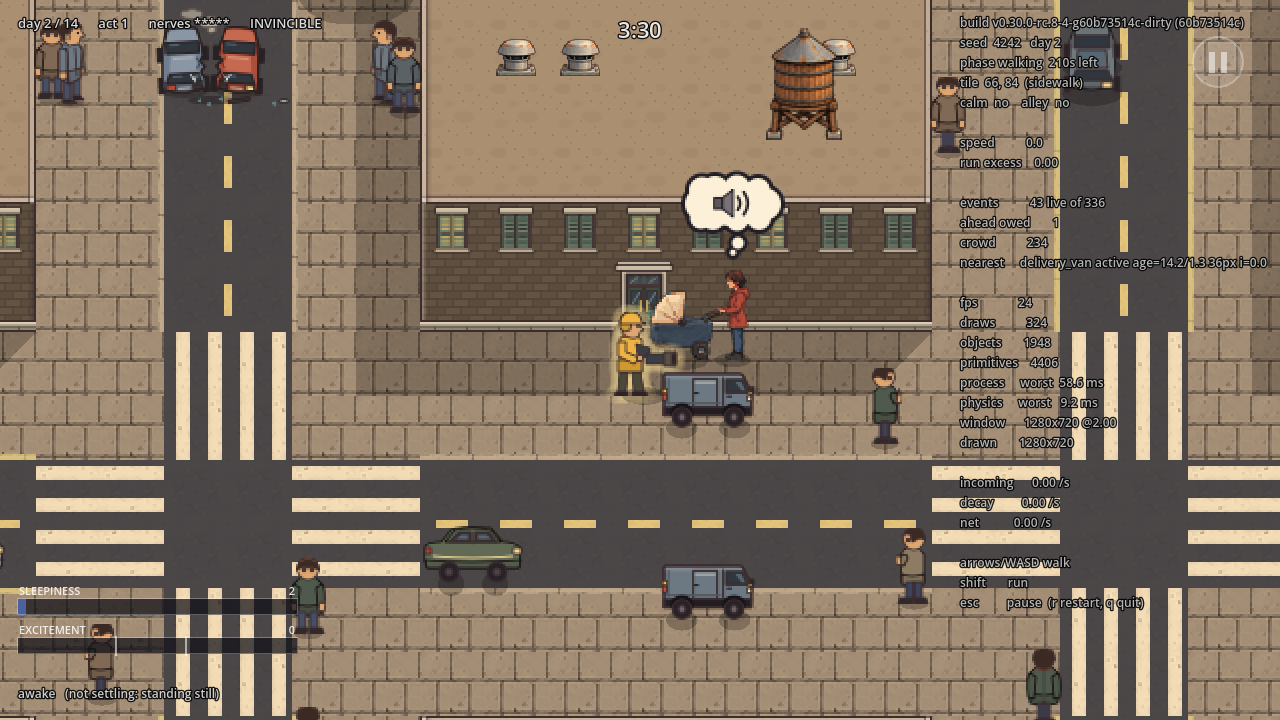 day 2 / 14 act 1 nerves ***** INVINCIBLE
3:30
build v0.30.0-rc.8-4-g60b73514c-dirty (60b73514c)
seed 4242 day 2
phase walking 210s left
tile 66, 84 (sidewalk)
calm no alley no
speed 0.0
run excess 0.00
events 43 live of 336
ahead owed 1
crowd 234
nearest delivery_van active age=14.2/1.3 36px i=0.0
fps 24
draws 324
objects 1948
primitives 4406
process worst 58.6 ms
physics worst 9.2 ms
window 1280x720 @2.00
drawn 1280x720
incoming 0.00 /s
decay 0.00 /s
net 0.00 /s
arrows/WASD walk
shift run
esc pause (r restart, q quit)
SLEEPINESS 2
EXCITEMENT 0
awake (not settling: standing still)